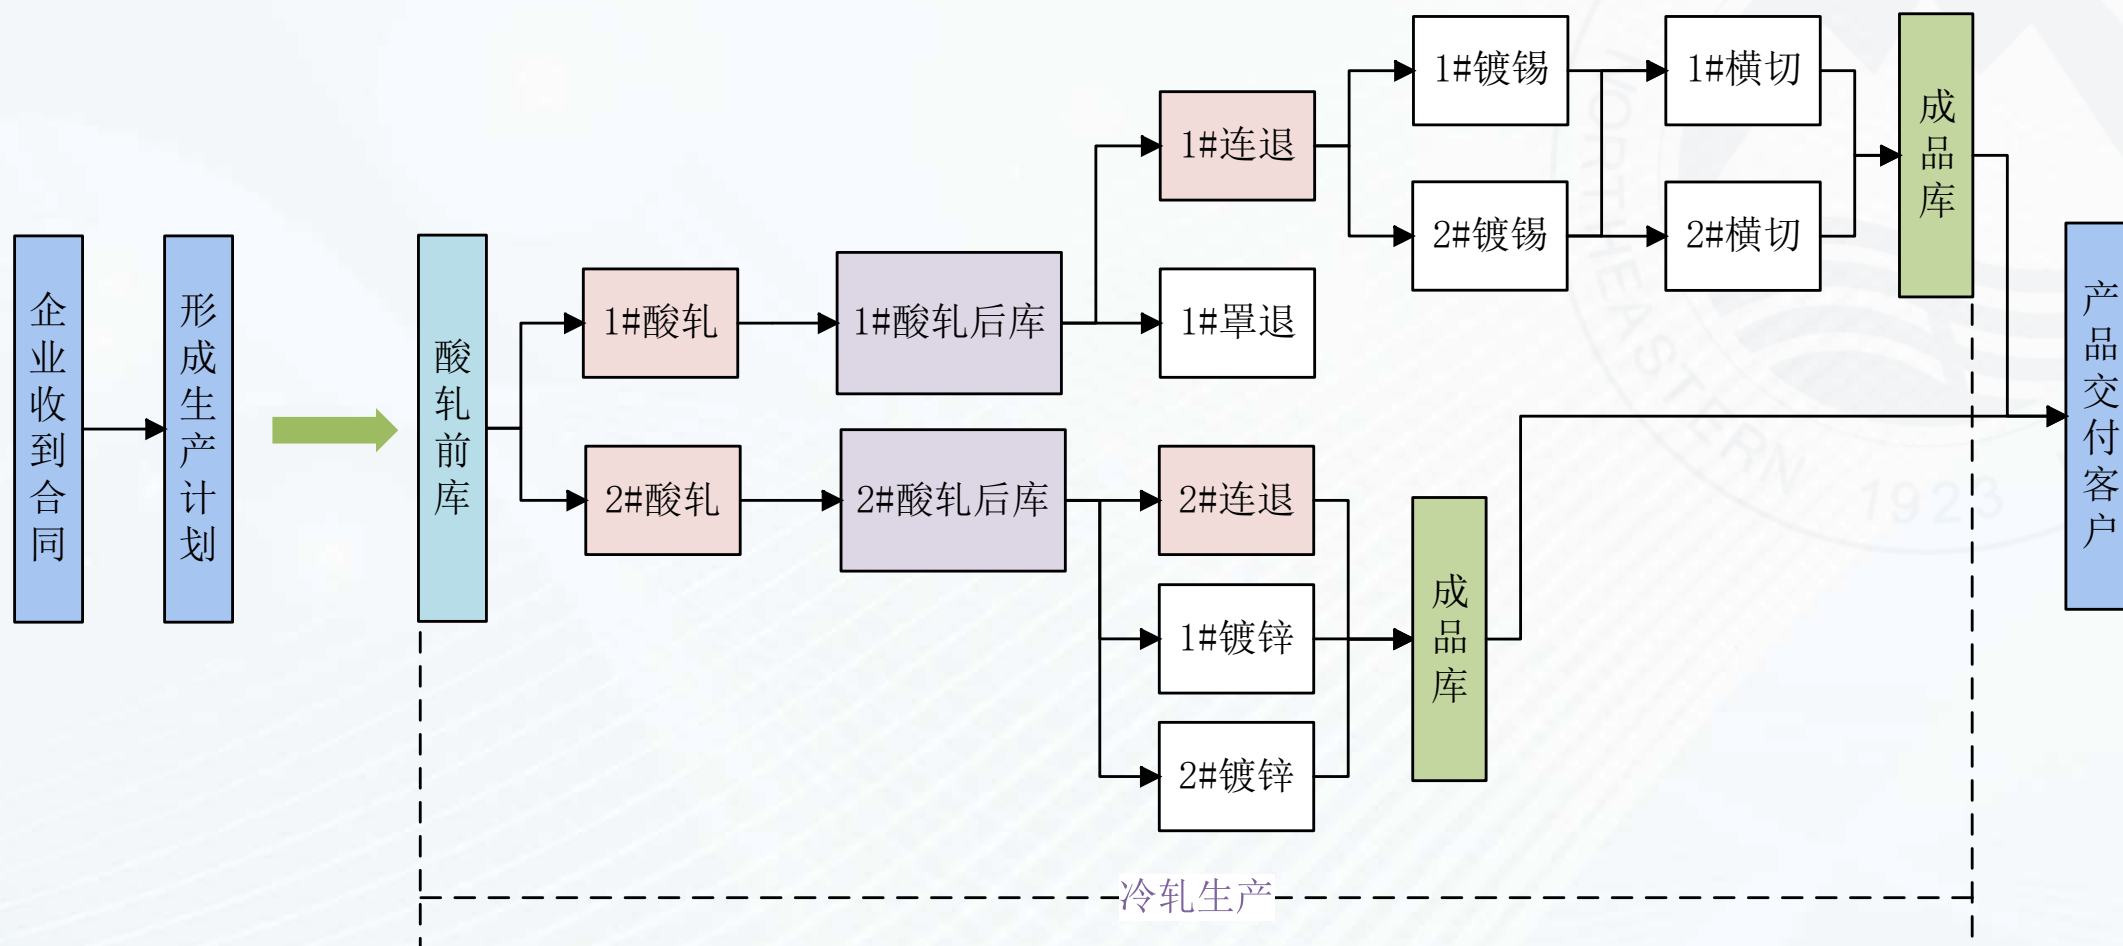 企业收到合同
形成生产计划
酸轧前库
1#酸轧
2#酸轧
1#酸轧后库
2#酸轧后库
1#连退
1#罩退
2#连退
1#镀锌
2#镀锌
1#镀锡
2#镀锡
1#横切
2#横切
成品库
成品库
产品交付客户
冷轧生产
NORTHEASTERN
1923